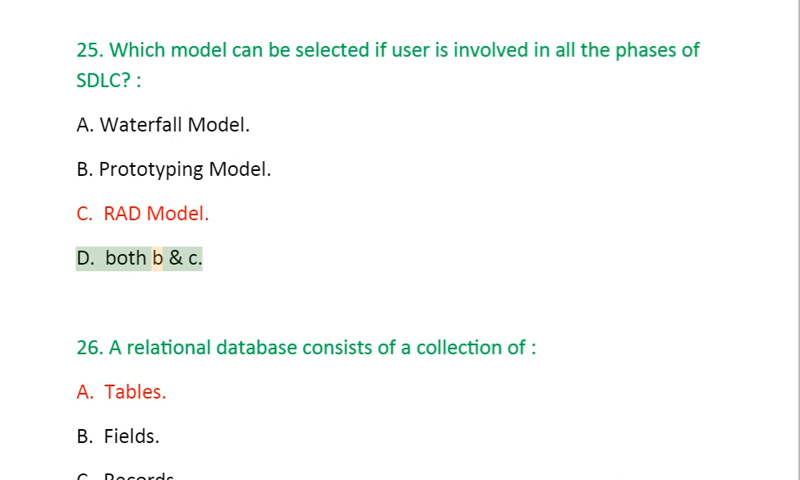 25. Which model can be selected if user is involved in all the phases of
SDLC? :
A. Waterfall Model.
B. Prototyping Model.
C. RAD Model.
D. both b & c.
26. A relational database consists of a collection of :
A. Tables.
B. Fields.
C. Records